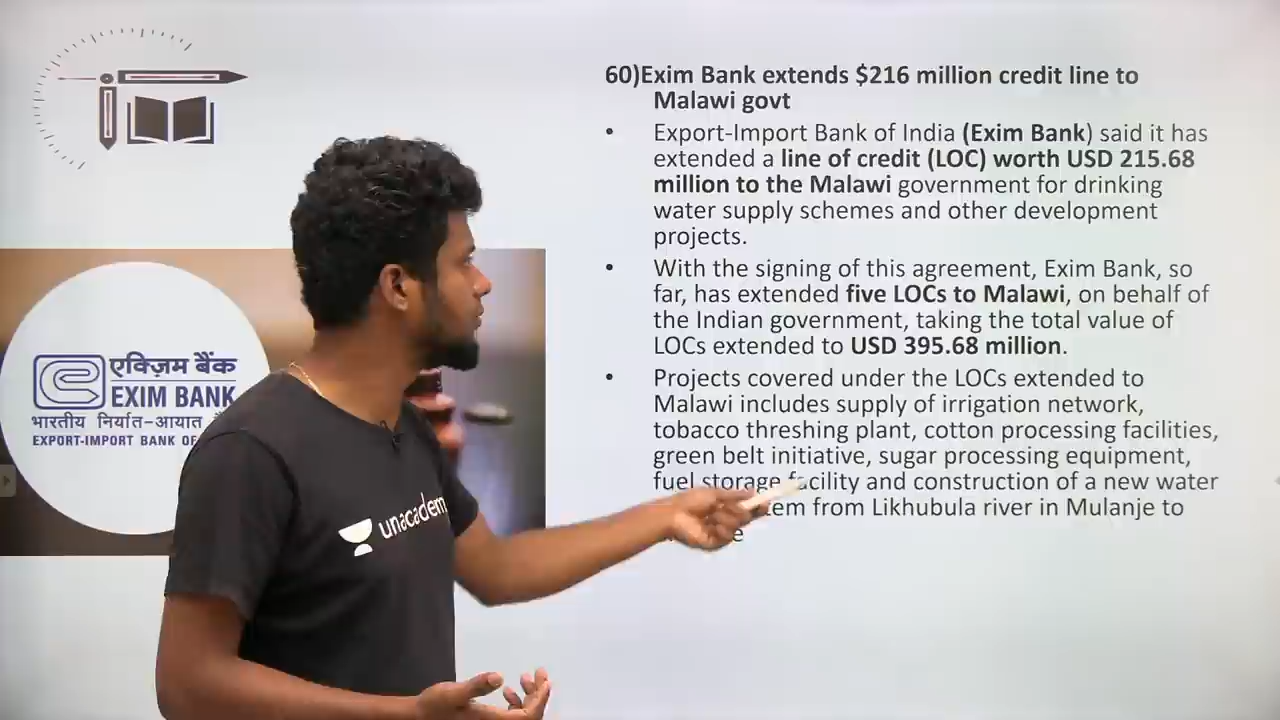 60)Exim Bank extends $216 million credit line to
Malawi govt
• Export-Import Bank of India (Exim Bank) said it has
extended a line of credit (LOC) worth USD 215.68
million to the Malawi government for drinking
water supply schemes and other development
projects.
• With the signing of this agreement, Exim Bank, so
far, has extended five LOCs to Malawi, on behalf of
the Indian government, taking the total value of
LOCs extended to USD 395.68 million.
• Projects covered under the LOCs extended to
Malawi includes supply of irrigation network,
tobacco threshing plant, cotton processing facilities,
green belt initiative, sugar processing equipment,
fuel storage facility and construction of a new water
from Likhubula river in Mulanje to
एक्ज़िम बैंक
EXIM BANK
भारतीय निर्यात-आयात
EXPORT-IMPORT BANK OF
unacademy